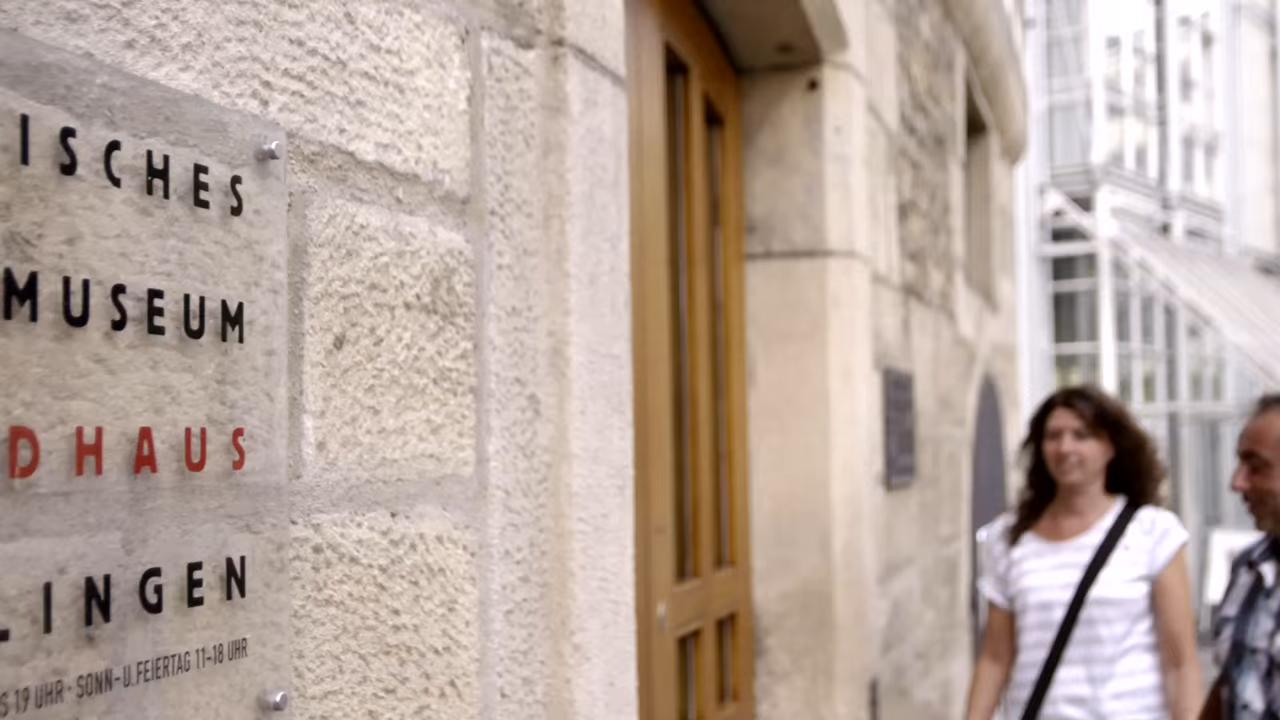 ISCHES
MUSEUM
DHAUS
LINGEN
S 19 UHR · SONN- U. FEIERTAG 11-18 UHR